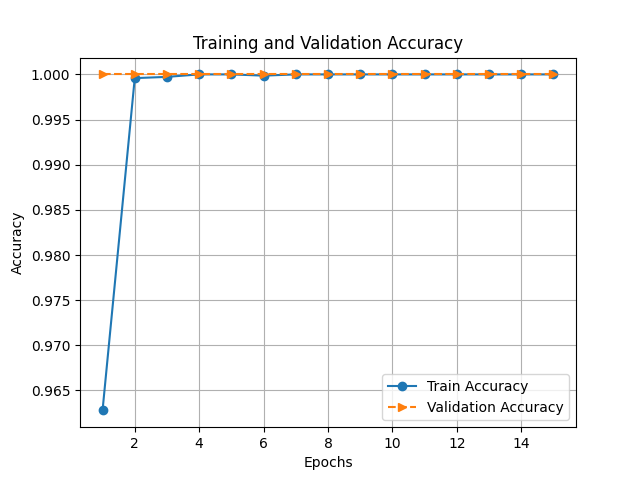 Training and Validation Accuracy
1.000
0.995
0.990
0.985
0.980
0.975
0.970
0.965
Accuracy
Train Accuracy
Validation Accuracy
2 4 6 8 10 12 14
Epochs